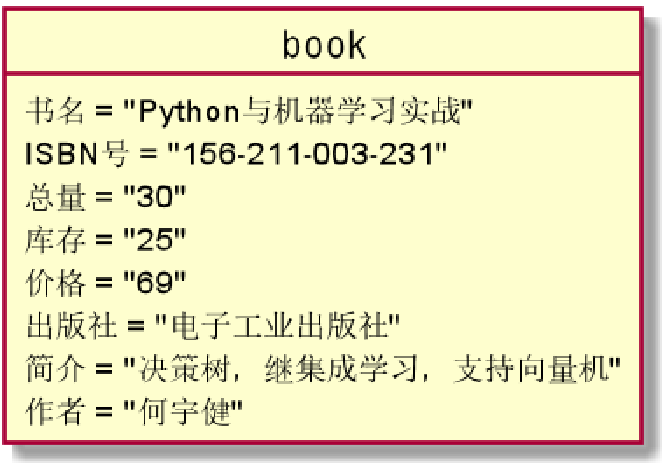 book
书名 = "Python与机器学习实战"
ISBN号 = "156-211-003-231"
总量 = "30"
库存 = "25"
价格 = "69"
出版社 = "电子工业出版社"
简介 = "决策树，继集成学习，支持向量机"
作者 = "何宇健"